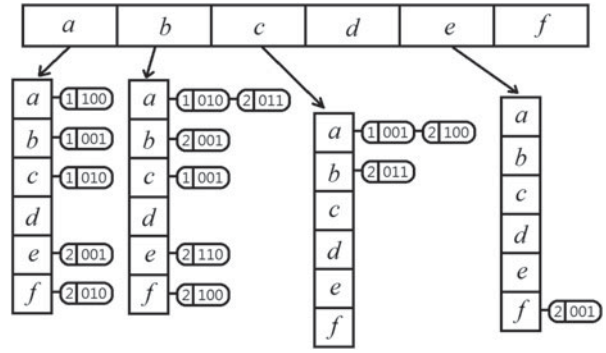 a b c d e f
a 1 100
b 1 001
c 1 010
d
e 2 001
f 2 010
a 1 010 2 011
b 2 001
c 1 001
d
e 2 110
f 2 100
a 1 001 2 100
b 2 011
c
d
e
f
a
b
c
d
e
f 2 001